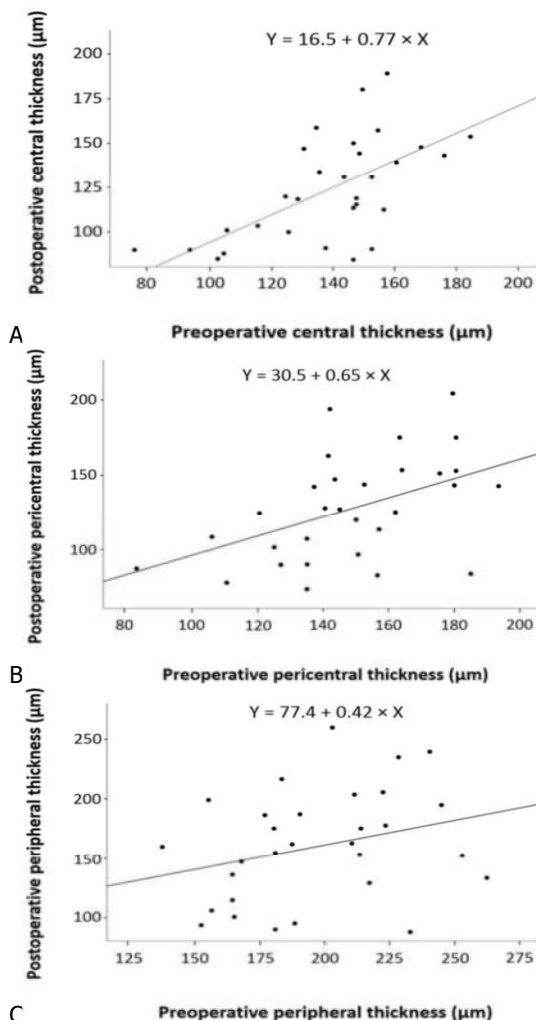 Y = 16.5 + 0.77 × X
Postoperative central thickness (µm)
200
175
150
125
100
80 100 120 140 160 180 200
A
Preoperative central thickness (µm)
Y = 30.5 + 0.65 × X
Postoperative pericentral thickness (µm)
200
150
100
80 100 120 140 160 180 200
B
Preoperative pericentral thickness (µm)
Y = 77.4 + 0.42 × X
Postoperative peripheral thickness (µm)
250
200
150
100
125 150 175 200 225 250 275
C
Preoperative peripheral thickness (µm)